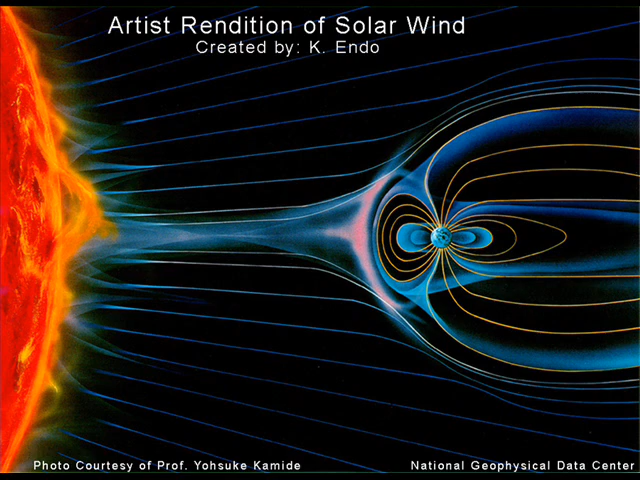 Artist Rendition of Solar Wind
Created by: K. Endo
Photo Courtesy of Prof. Yohsuke Kamide
National Geophysical Data Center